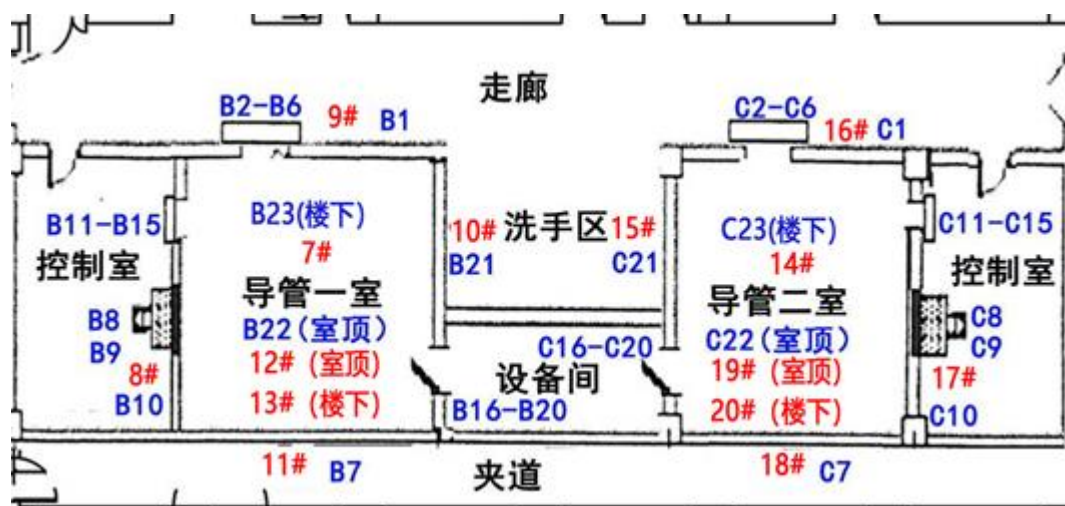 走廊
B2-B6
9#
B1
C2-C6
16#
C1
B11-B15
B23(楼下)
7#
10#
洗手区
15#
B21
C21
C23(楼下)
14#
C11-C15
控制室
导管一室
导管二室
控制室
B8
B9
8#
B10
B22(室顶)
12# (室顶)
13# (楼下)
C16-C20
设备间
B16-B20
C22(室顶)
19# (室顶)
20# (楼下)
C8
C9
17#
C10
11#
B7
夹道
18#
C7